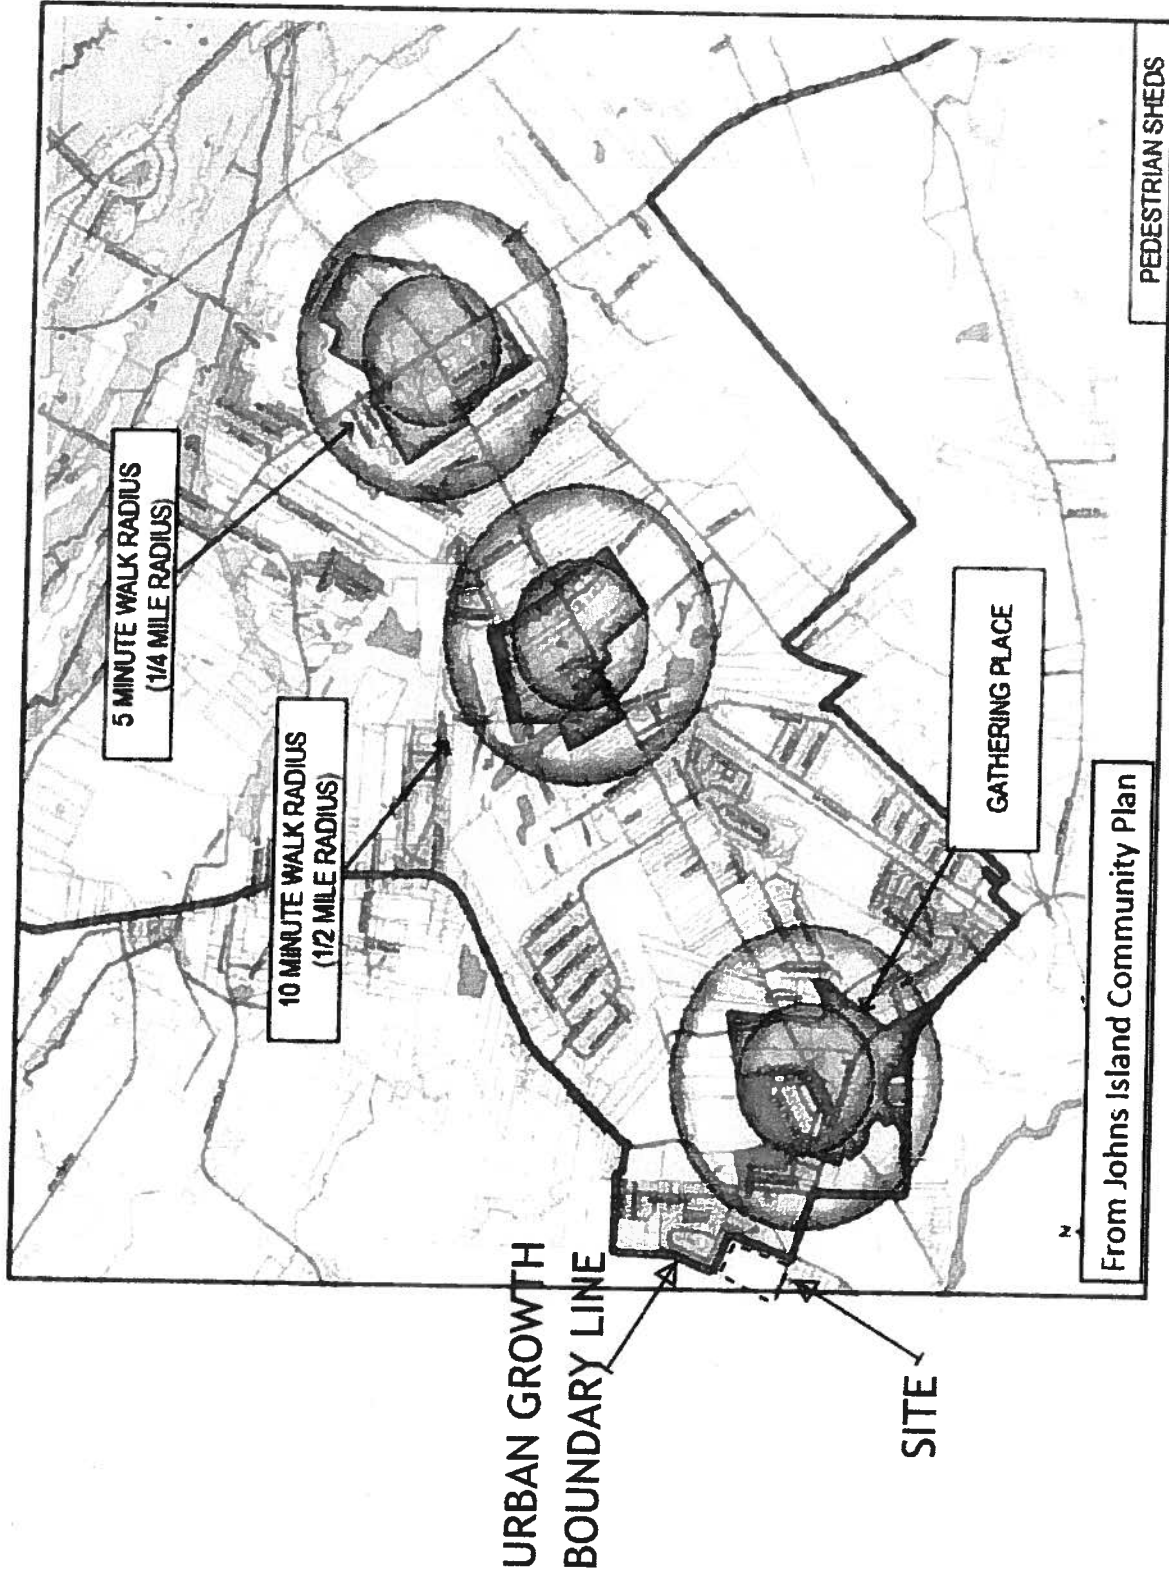 5 MINUTE WALK RADIUS
(1/4 MILE RADIUS)
10 MINUTE WALK RADIUS
(1/2 MILE RADIUS)
URBAN GROWTH
BOUNDARY LINE
SITE
GATHERING PLACE
N
From Johns Island Community Plan
PEDESTRIAN SHEDS